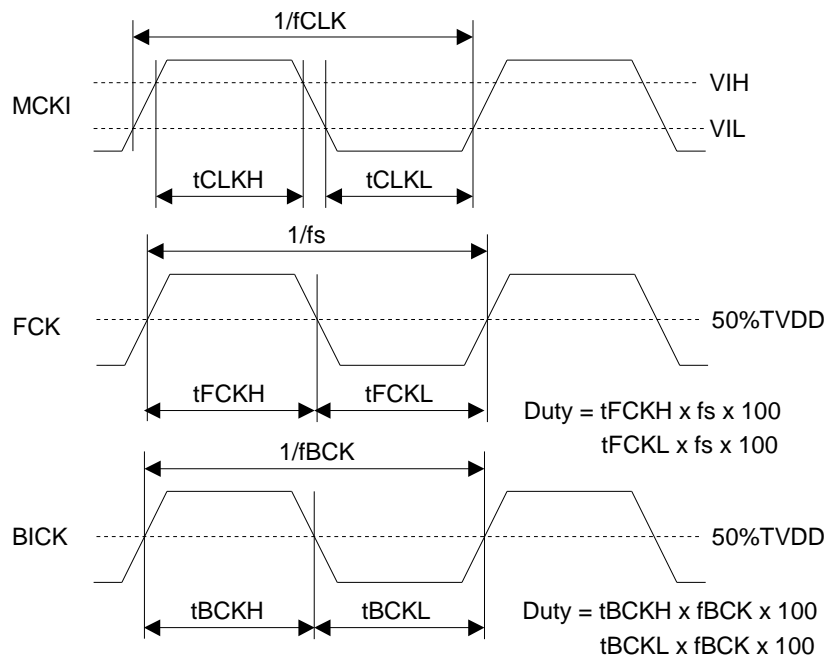 1/fCLK
MCKI
VIH
VIL
tCLKH
tCLKL
1/fs
FCK
50%TVDD
tFCKH
tFCKL
Duty = tFCKH x fs x 100
tFCKL x fs x 100
1/fBCK
BICK
50%TVDD
tBCKH
tBCKL
Duty = tBCKH x fBCK x 100
tBCKL x fBCK x 100